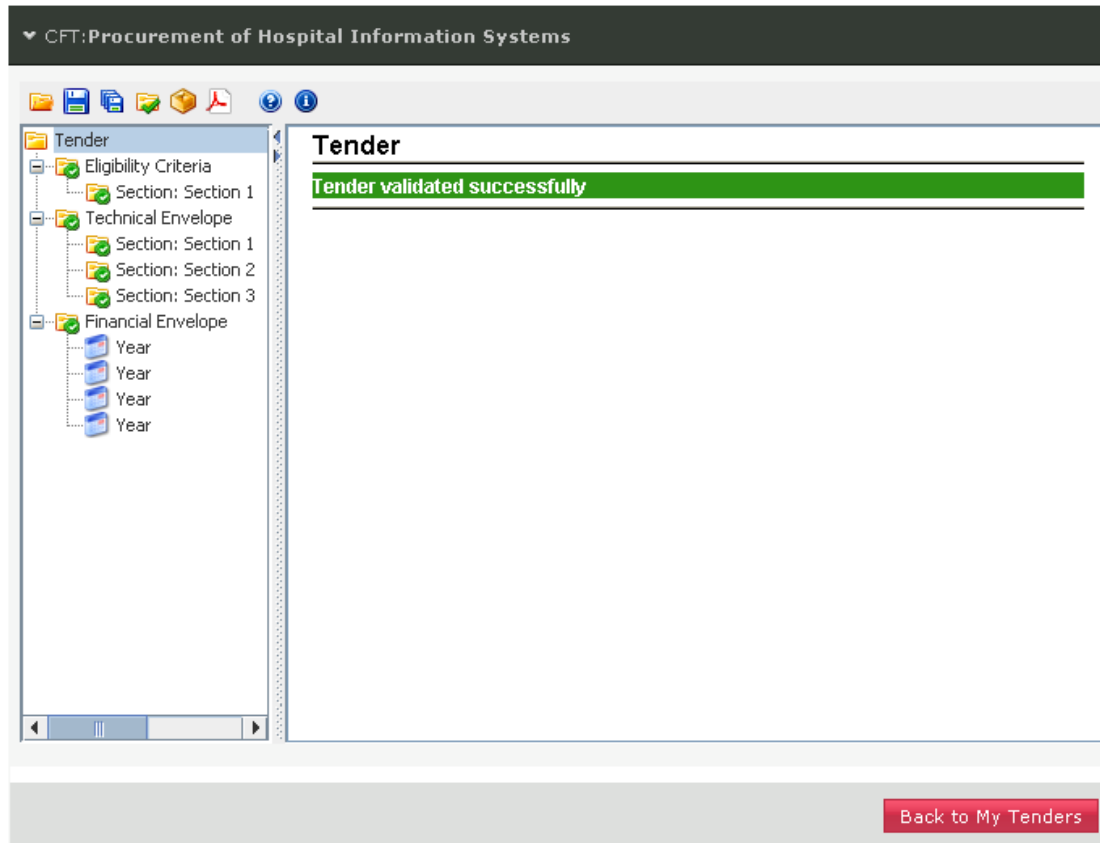 CFT:Procurement of Hospital Information Systems
Tender
Eligibility Criteria
Section: Section 1
Technical Envelope
Section: Section 1
Section: Section 2
Section: Section 3
Financial Envelope
Year
Year
Year
Year
Tender
Tender validated successfully
Back to My Tenders